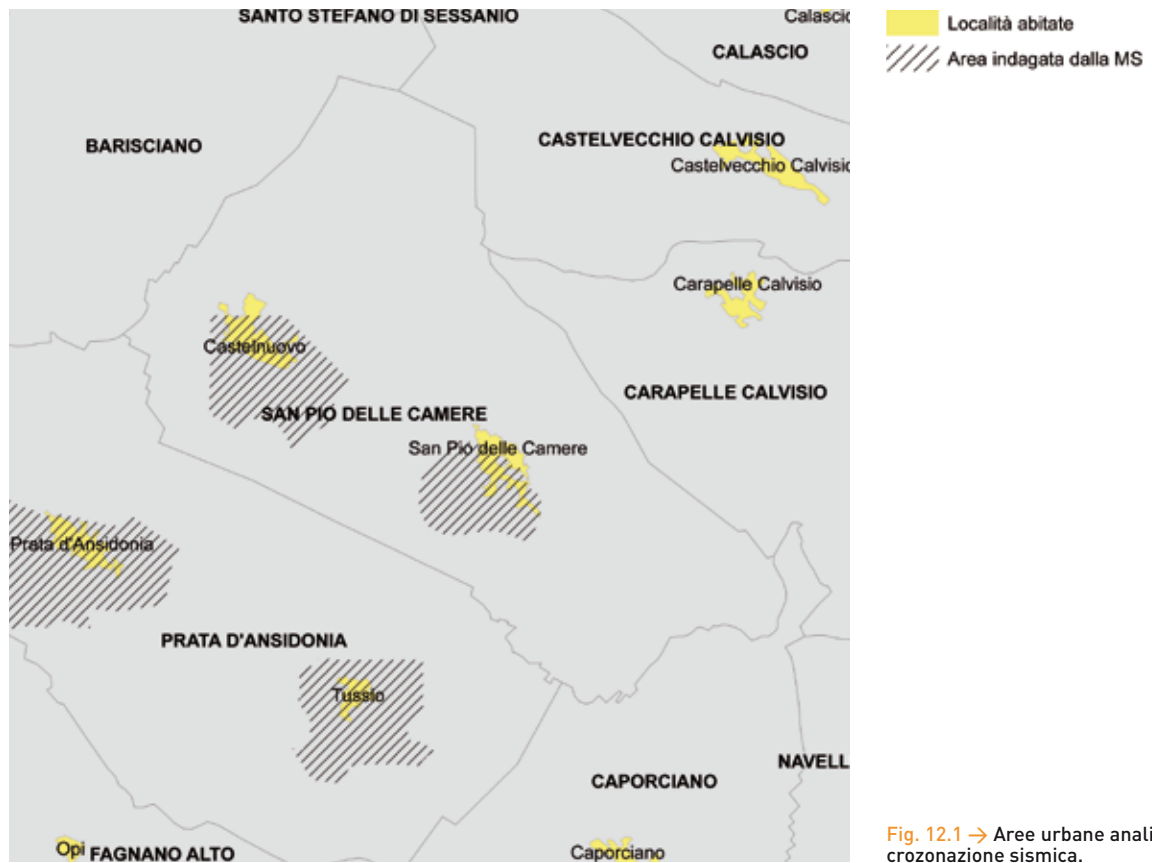 SANTO STEFANO DI SESSANIO
Calascio
CALASCIO
BARISCIANO
CASTELVECCHIO CALVISIO
Castelvecchio Calvisio
Carapelle Calvisio
Castelnuovo
CARAPELLE CALVISIO
SAN PIO DELLE CAMERE
San Pio delle Camere
Prata d'Ansidonia
PRATA D'ANSIDONIA
Tussio
NAVELL
CAPORCIANO
Opi
FAGNANO ALTO
Caporciano
Località abitate
Area indagata dalla MS
Fig. 12.1 → Aree urbane anali
crozonazione sismica.